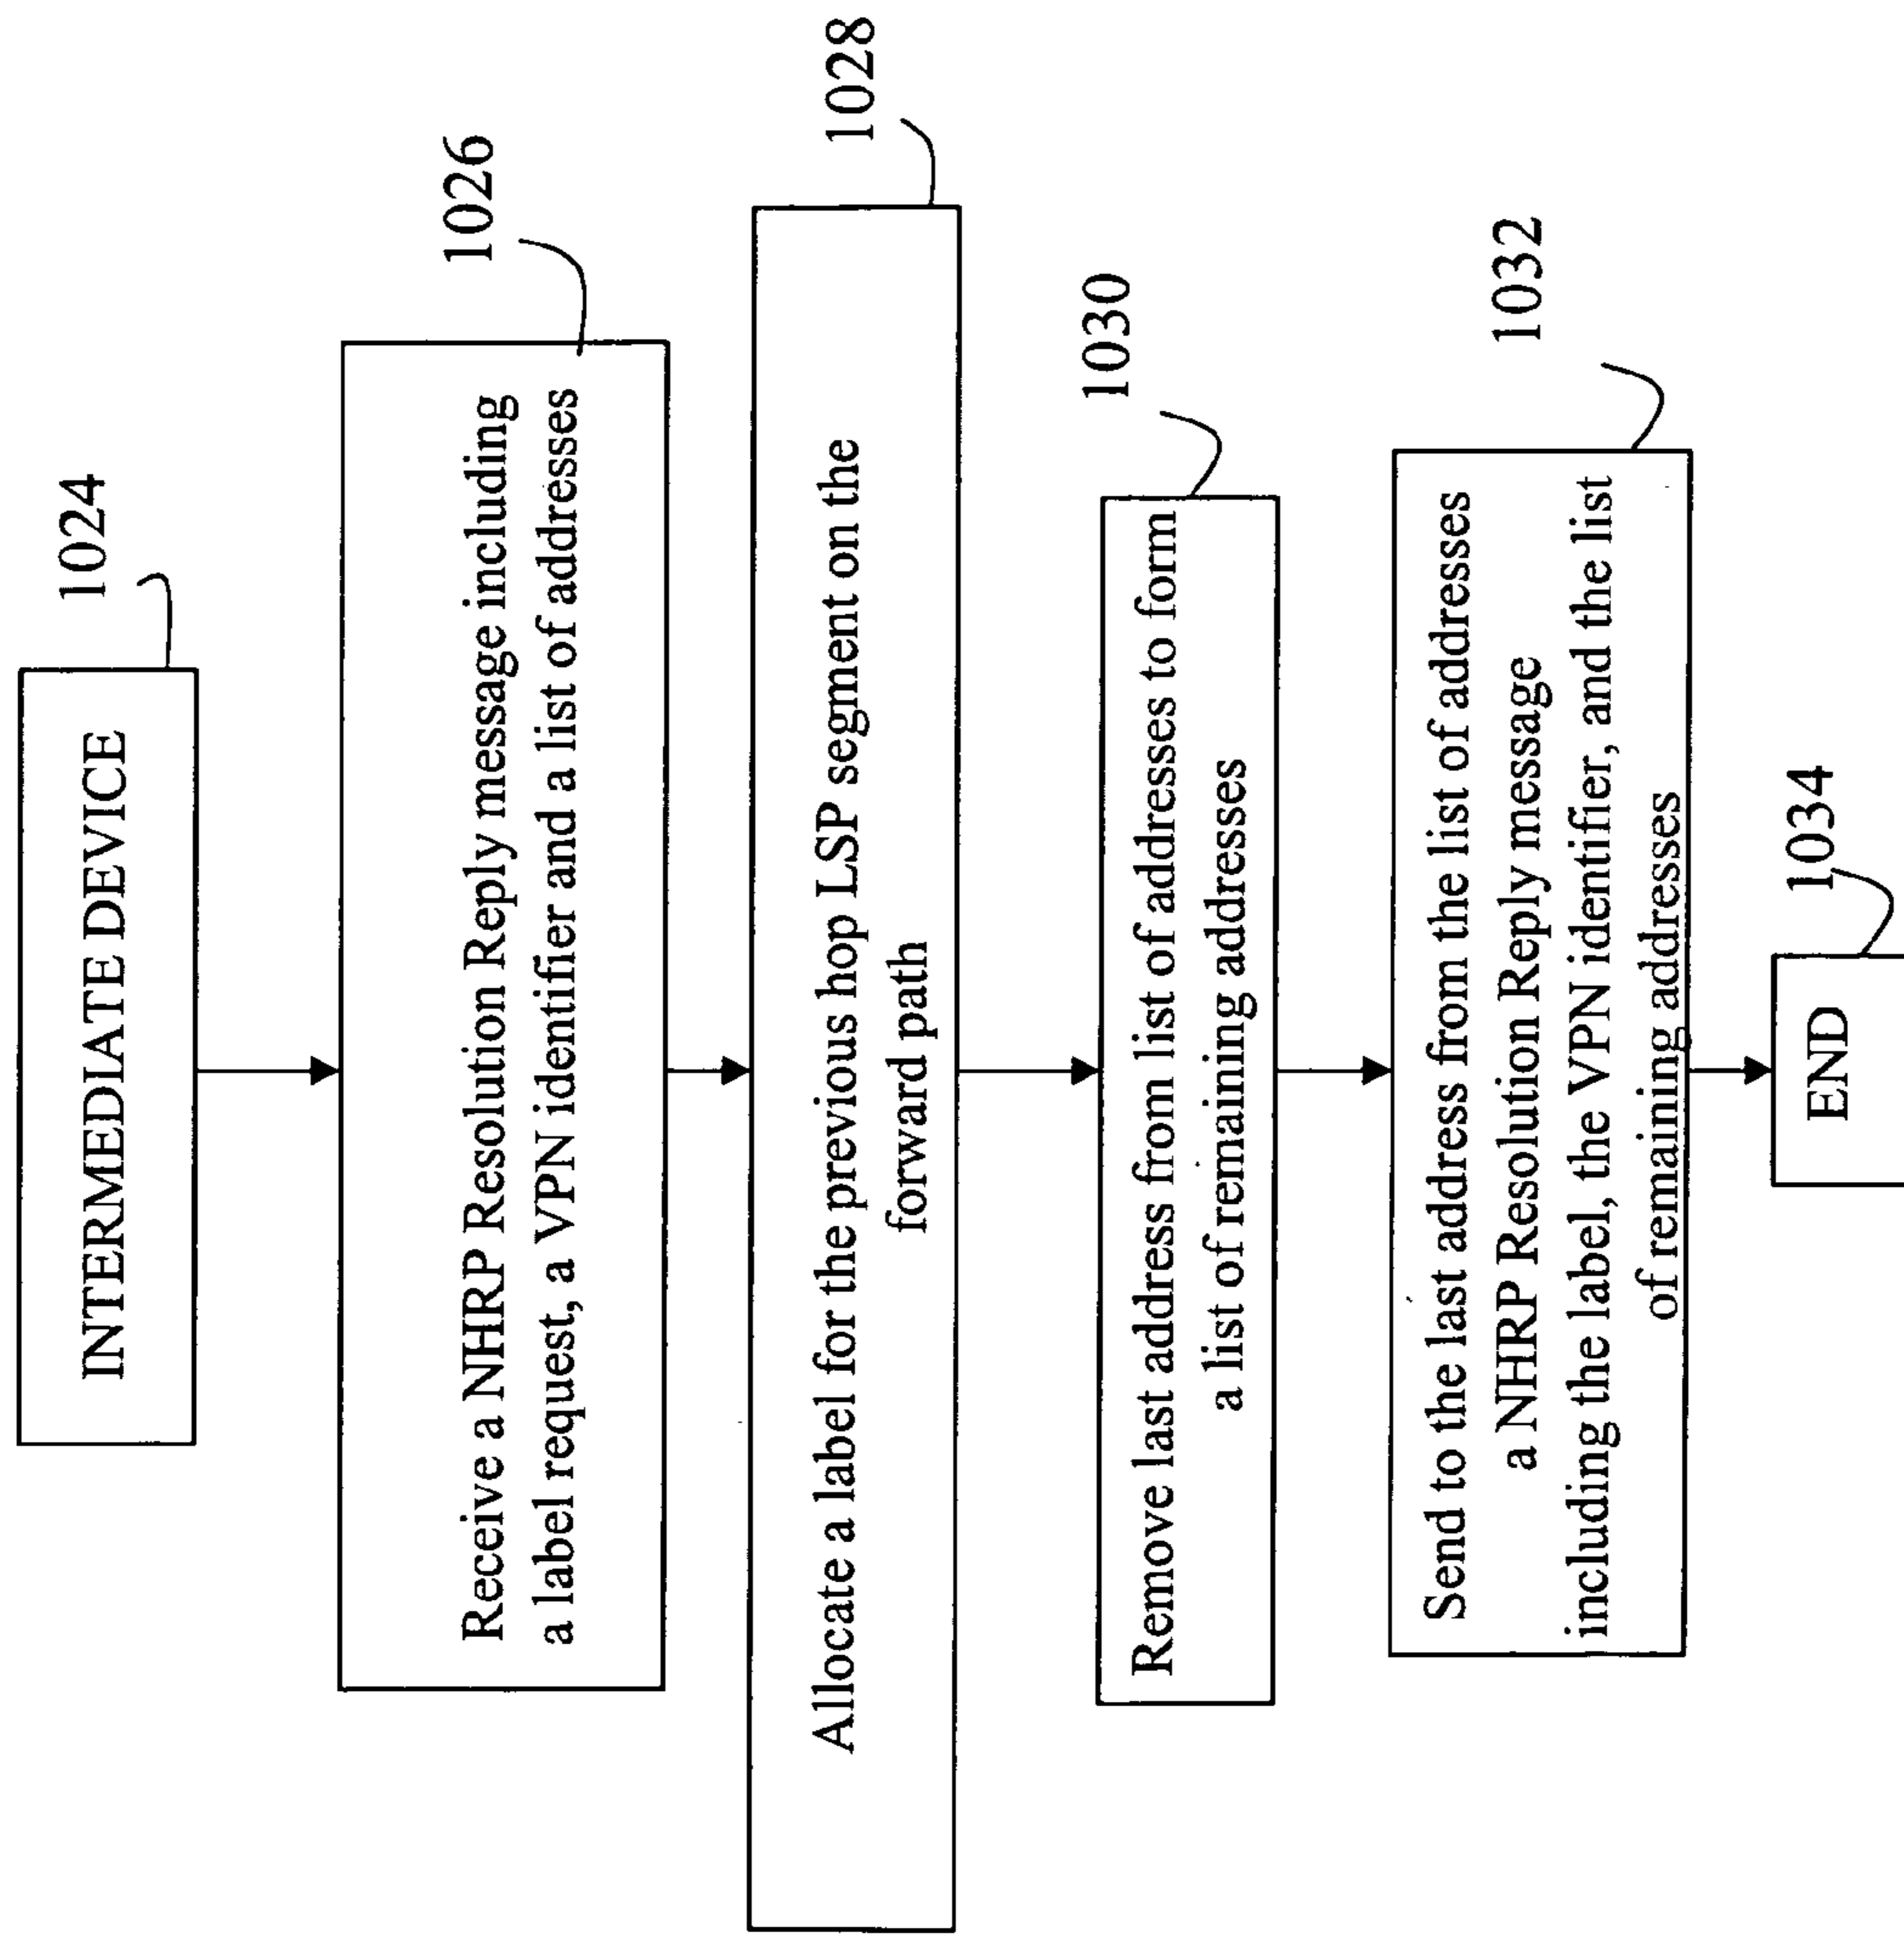 INTERMEDIATE DEVICE
1024
Receive a NHRP Resolution Reply message including
a label request, a VPN identifier and a list of addresses
1026
Allocate a label for the previous hop LSP segment on the
forward path
1028
Remove last address from list of addresses to form
a list of remaining addresses
1030
Send to the last address from the list of addresses
a NHRP Resolution Reply message
including the label, the VPN identifier, and the list
of remaining addresses
1032
END
1034